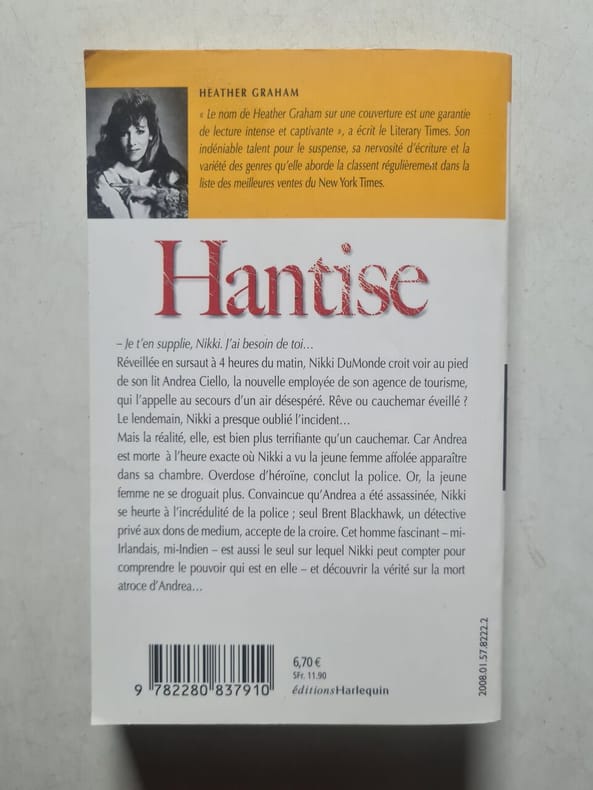 HEATHER GRAHAM
« Le nom de Heather Graham sur une couverture est une garantie
de lecture intense et captivante », a écrit le Literary Times. Son
indéniable talent pour le suspense, sa nervosité d'écriture et la
variété des genres qu'elle aborde la classent régulièrement dans la
liste des meilleures ventes du New York Times.
Hantise
– Je t'en supplie, Nikki. J'ai besoin de toi…
Réveillée en sursaut à 4 heures du matin, Nikki DuMonde croit voir au pied
de son lit Andrea Ciello, la nouvelle employée de son agence de tourisme,
qui l'appelle au secours d'un air désespéré. Rêve ou cauchemar éveillé ?
Le lendemain, Nikki a presque oublié l'incident…
Mais la réalité, elle, est bien plus terrifiante qu'un cauchemar. Car Andrea
est morte à l'heure exacte où Nikki a vu la jeune femme affolée apparaître
dans sa chambre. Overdose d'héroïne, conclut la police. Or, la jeune
femme ne se droguait plus. Convaincue qu'Andrea a été assassinée, Nikki
se heurte à l'incrédulité de la police ; seul Brent Blackhawk, un détective
privé aux dons de medium, accepte de la croire. Cet homme fascinant – mi-
Irlandais, mi-Indien – est aussi le seul sur lequel Nikki peut compter pour
comprendre le pouvoir qui est en elle – et découvrir la vérité sur la mort
atroce d'Andrea…
9 782280 837910
6,70 €
SFr. 11.90
éditionsHarlequin
2008.01.57.8222.2